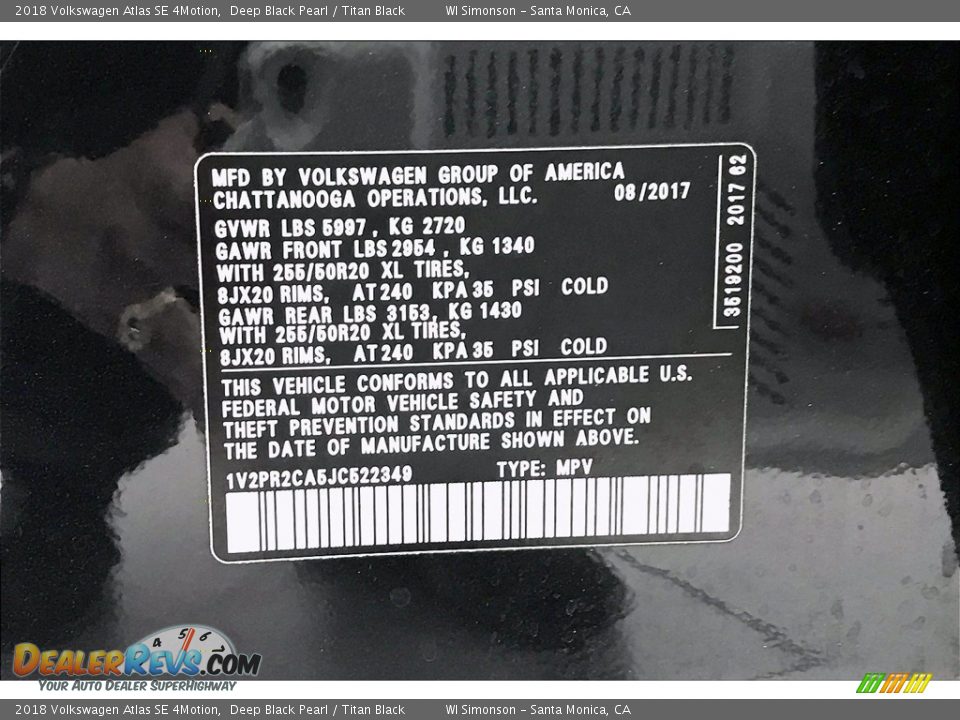 2018 Volkswagen Atlas SE 4Motion, Deep Black Pearl / Titan Black WI Simonson - Santa Monica, CA
MFD BY VOLKSWAGEN GROUP OF AMERICA
CHATTANOOGA OPERATIONS, LLC. 08/2017
GVWR LBS 5997 , KG 2720
GAWR FRONT LBS 2954 , KG 1340
WITH 255/50R20 XL TIRES,
8JX20 RIMS, AT 240 KPA 35 PSI COLD
GAWR REAR LBS 3153, KG 1430
WITH 255/50R20 XL TIRES,
8JX20 RIMS, AT 240 KPA 35 PSI COLD
3519200 2017 62
THIS VEHICLE CONFORMS TO ALL APPLICABLE U.S.
FEDERAL MOTOR VEHICLE SAFETY AND
THEFT PREVENTION STANDARDS IN EFFECT ON
THE DATE OF MANUFACTURE SHOWN ABOVE.
1V2PR2CA5JC522349 TYPE: MPV
4 5 6
DEALERREVS.COM
YOUR AUTO DEALER SUPERHIGHWAY
2018 Volkswagen Atlas SE 4Motion, Deep Black Pearl / Titan Black WI Simonson - Santa Monica, CA